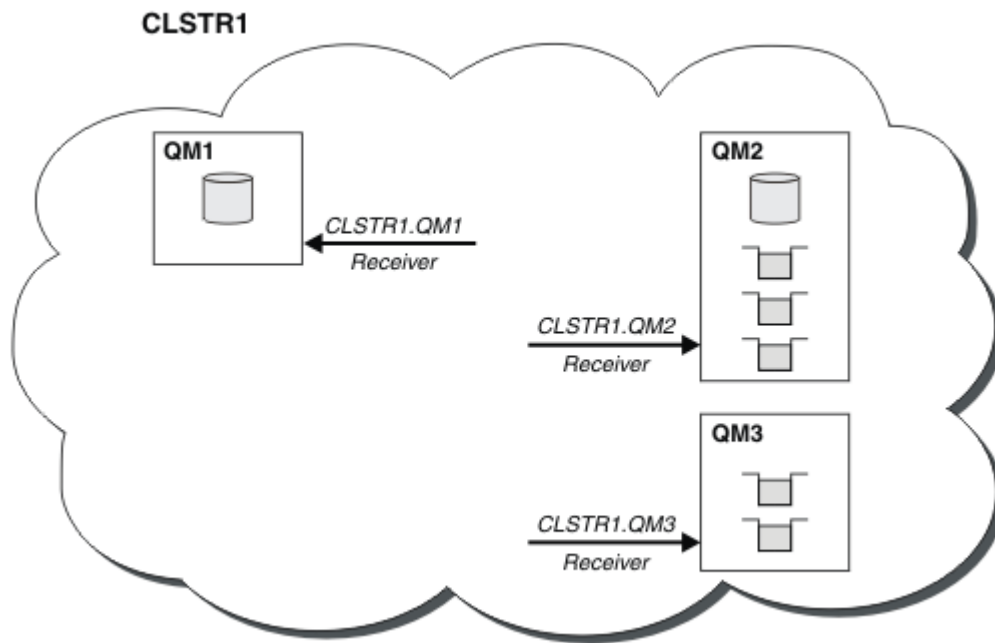 CLSTR1
QM1
CLSTR1.QM1
Receiver
QM2
CLSTR1.QM2
Receiver
QM3
CLSTR1.QM3
Receiver